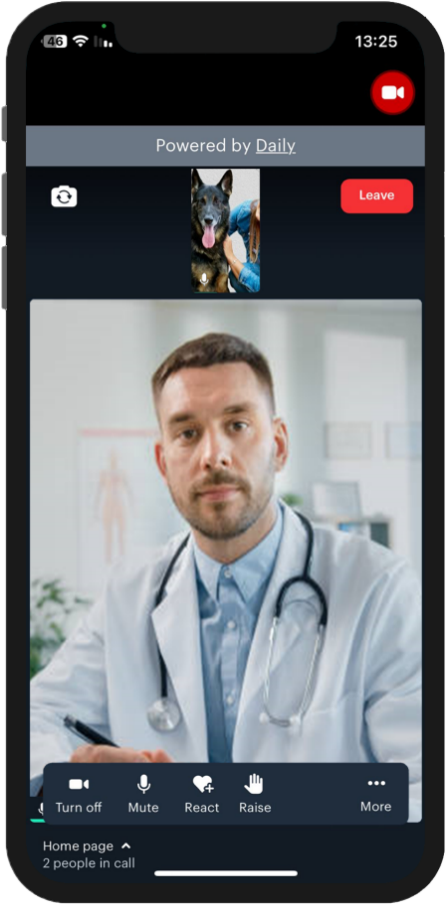 46
13:25
Powered by Daily
Leave
Turn off
Mute
React
Raise
More
Home page
2 people in call